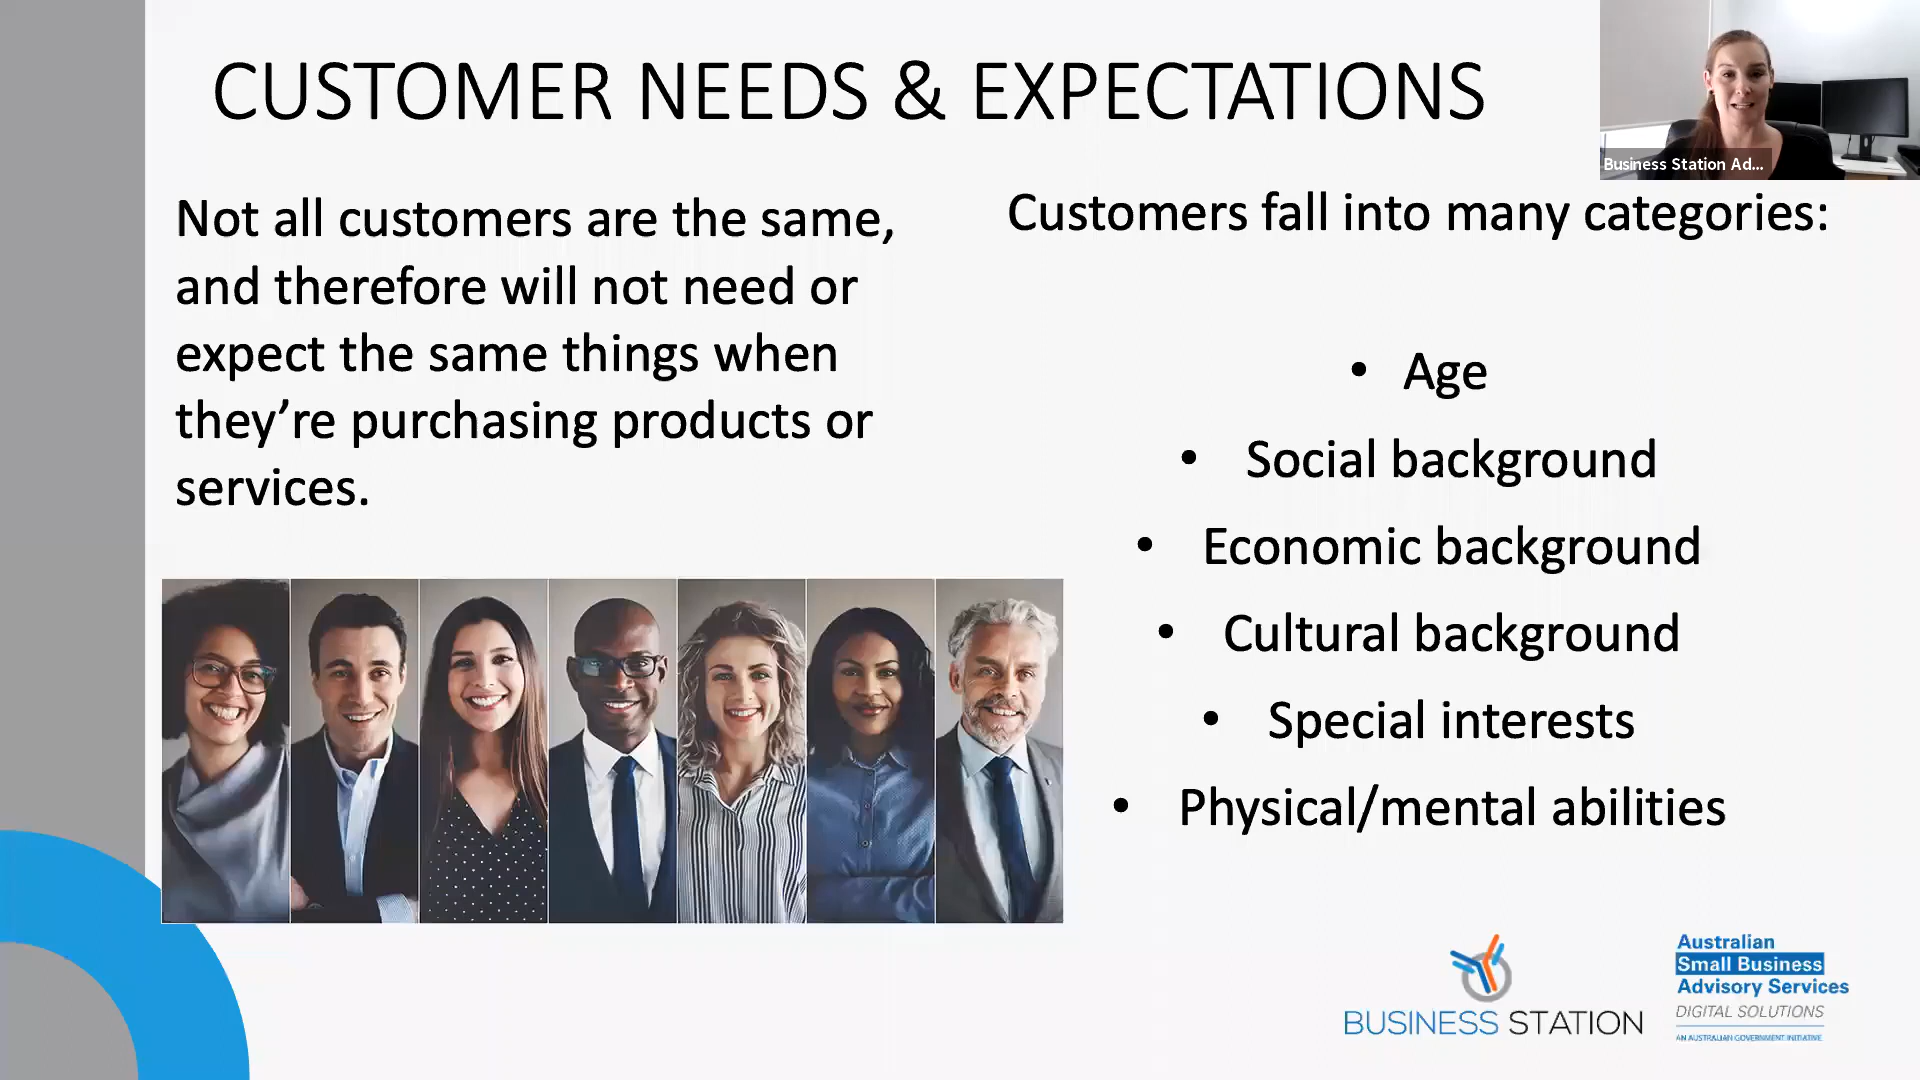 CUSTOMER NEEDS & EXPECTATIONS
Business Station Ad...
Not all customers are the same,
and therefore will not need or
expect the same things when
they’re purchasing products or
services.
Customers fall into many categories:
• Age
• Social background
• Economic background
• Cultural background
• Special interests
• Physical/mental abilities
BUSINESS STATION
Australian
Small Business
Advisory Services
DIGITAL SOLUTIONS
AN AUSTRALIAN GOVERNMENT INITIATIVE